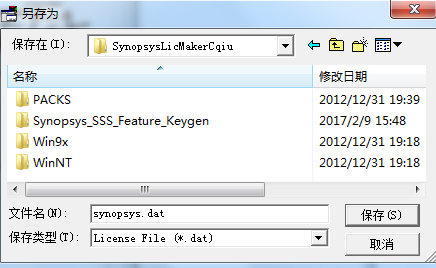 另存为
保存在(I): SynopsysLicMakerCqiu
名称 修改日期
PACKS 2012/12/31 19:39
Synopsys_SSS_Feature_Keygen 2017/2/9 15:48
Win9x 2012/12/31 19:18
WinNT 2012/12/31 19:18
文件名(N): synopsys.dat 保存(S)
保存类型(T): License File (*.dat) 取消